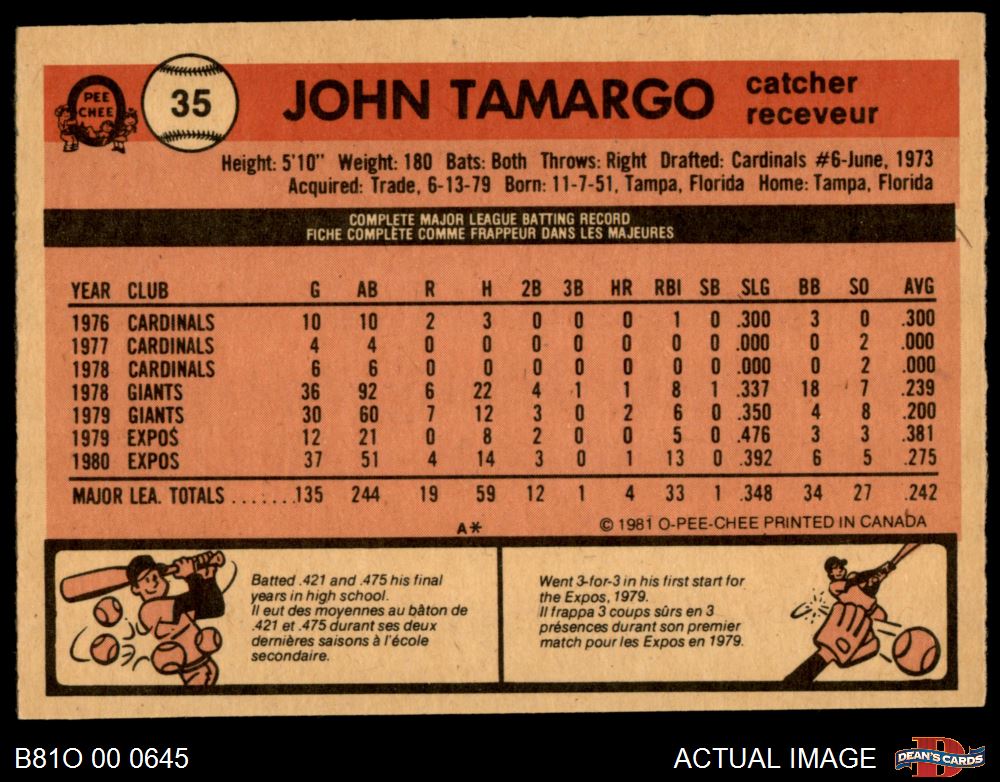 PEE
CHEE
35
JOHN TAMARGO
catcher
receveur
Height: 5'10" Weight: 180 Bats: Both Throws: Right Drafted: Cardinals #6-June, 1973
Acquired: Trade, 6-13-79 Born: 11-7-51, Tampa, Florida Home: Tampa, Florida
COMPLETE MAJOR LEAGUE BATTING RECORD
FICHE COMPLÈTE COMME FRAPPEUR DANS LES MAJEURES
YEAR CLUB G AB R H 2B 3B HR RBI SB SLG BB SO AVG
1976 CARDINALS 10 10 2 3 0 0 0 1 0 .300 3 0 .300
1977 CARDINALS 4 4 0 0 0 0 0 0 0 .000 0 2 .000
1978 CARDINALS 6 6 0 0 0 0 0 0 0 .000 0 2 .000
1978 GIANTS 36 92 6 22 4 1 1 8 1 .337 18 7 .239
1979 GIANTS 30 60 7 12 3 0 2 6 0 .350 4 8 .200
1979 EXPOS 12 21 0 8 2 0 0 5 0 .476 3 3 .381
1980 EXPOS 37 51 4 14 3 0 1 13 0 .392 6 5 .275
MAJOR LEA. TOTALS .......135 244 19 59 12 1 4 33 1 .348 34 27 .242
A* © 1981 O-PEE-CHEE PRINTED IN CANADA
Batted .421 and .475 his final
years in high school.
Il eut des moyennes au bâton de
.421 et .475 durant ses deux
dernières saisons à l'école
secondaire.
Went 3-for-3 in his first start for
the Expos, 1979.
Il frappa 3 coups sûrs en 3
présences durant son premier
match pour les Expos en 1979.
B81O 00 0645
ACTUAL IMAGE
D
DEAN'S CARDS